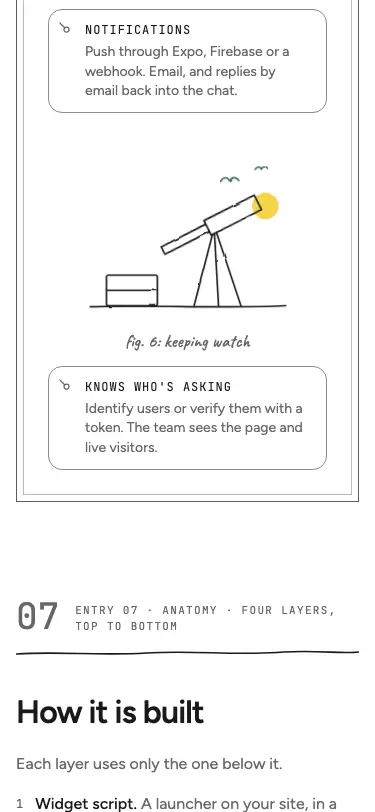 NOTIFICATIONS
Push through Expo, Firebase or a
webhook. Email, and replies by
email back into the chat.
fig. 6: keeping watch
KNOWS WHO'S ASKING
Identify users or verify them with a
token. The team sees the page and
live visitors.
07
ENTRY 07 · ANATOMY · FOUR LAYERS,
TOP TO BOTTOM
How it is built
Each layer uses only the one below it.
1 Widget script. A launcher on your site, in a